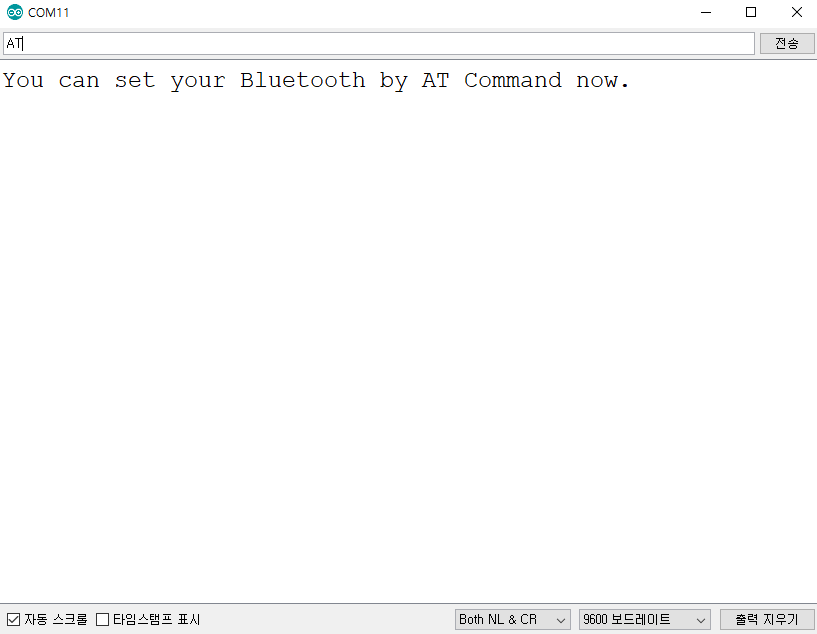 COM11
AT
전송
You can set your Bluetooth by AT Command now.
자동 스크롤 타임스탬프 표시 Both NL & CR 9600 보드레이트 출력 지우기